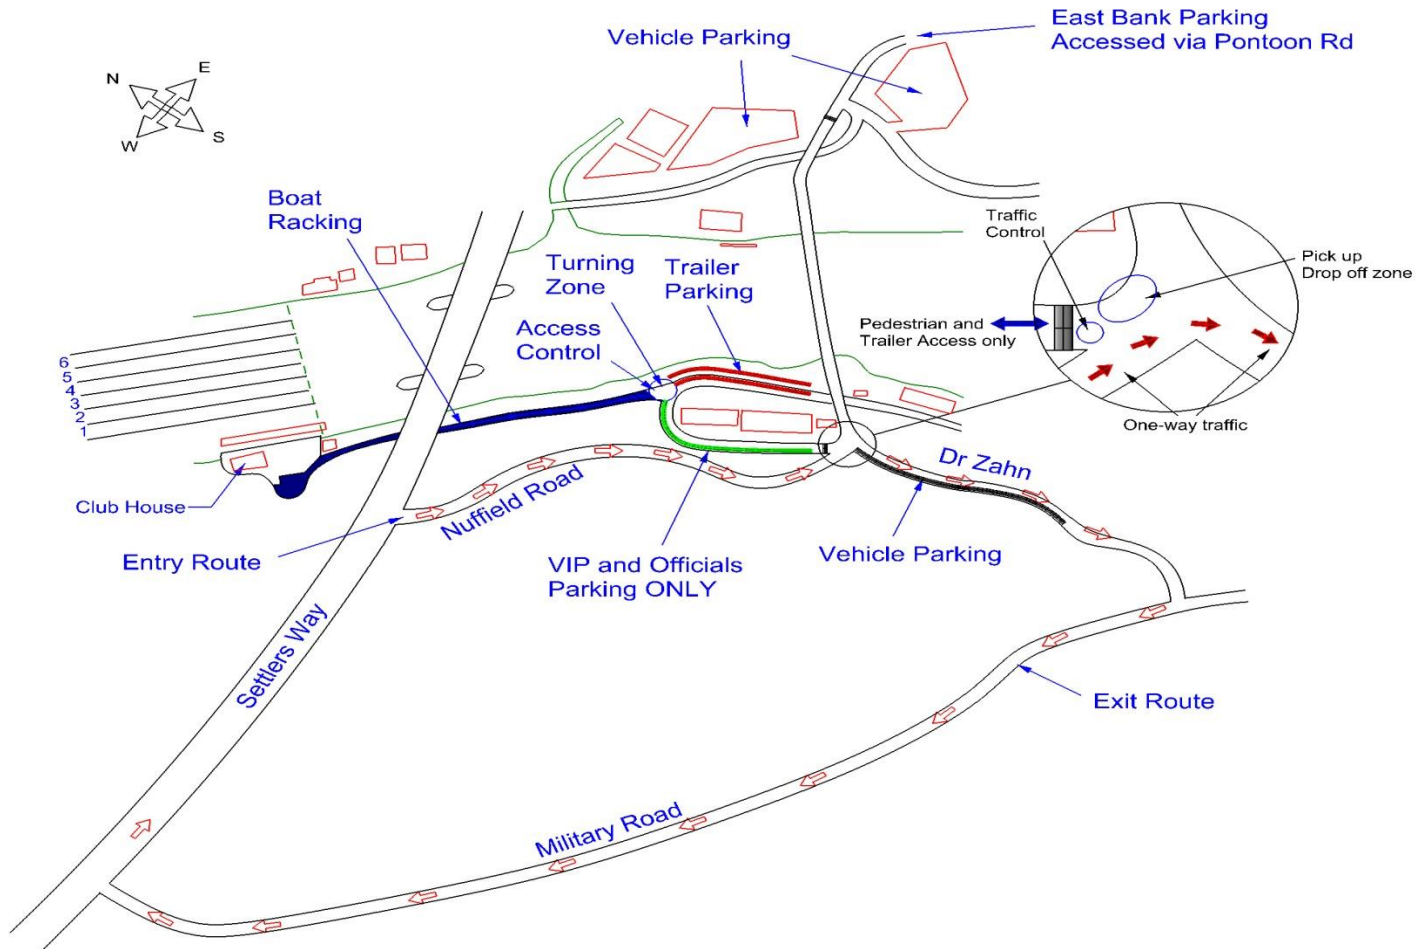 East Bank Parking
Accessed via Pontoon Rd
Vehicle Parking
N
E
W
S
Boat
Racking
Traffic
Control
Turning
Zone
Trailer
Parking
Pick up
Drop off zone
Access
Control
Pedestrian and
Trailer Access only
6
5
4
3
2
1
One-way traffic
Dr Zahn
Club House
Nuffield Road
Entry Route
VIP and Officials
Parking ONLY
Vehicle Parking
Settlers Way
Exit Route
Military Road